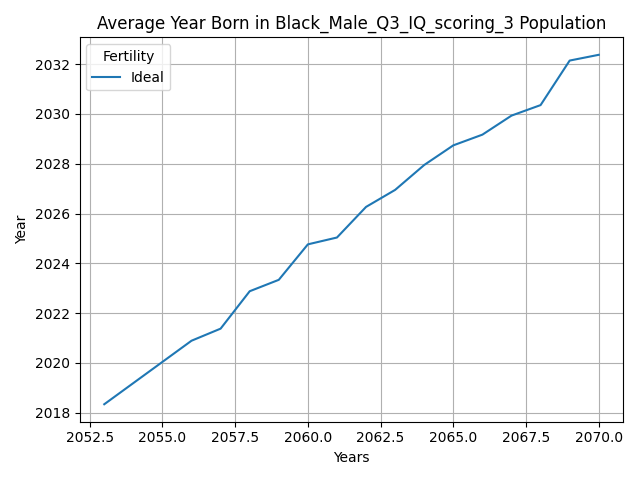 Average Year Born in Black_Male_Q3_IQ_scoring_3 Population
Fertility
Ideal
2032
2030
2028
2026
2024
2022
2020
2018
Year
2052.5 2055.0 2057.5 2060.0 2062.5 2065.0 2067.5 2070.0
Years